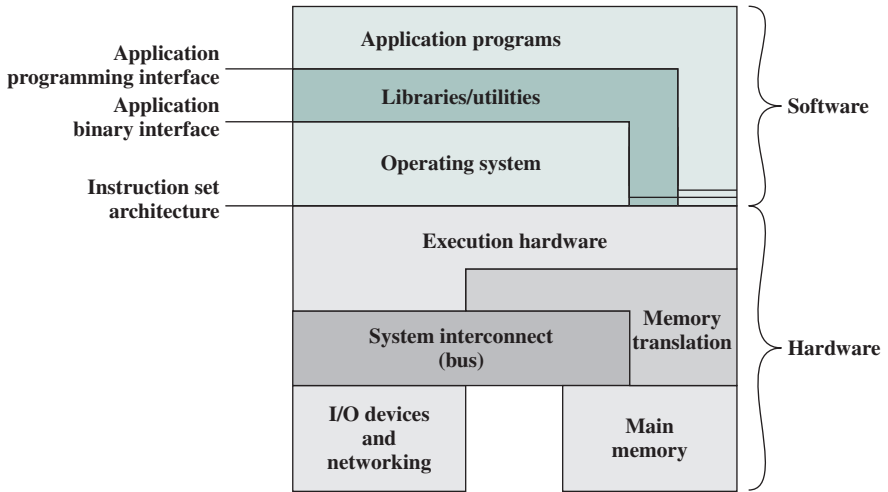 Application programs
Application
programming interface
Libraries/utilities
Application
binary interface
Software
Operating system
Instruction set
architecture
Execution hardware
Memory
translation
System interconnect
(bus)
Hardware
I/O devices
and
networking
Main
memory